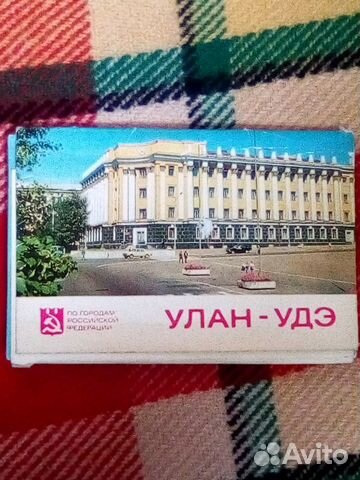 ПО ГОРОДАМ
РОССИЙСКОЙ
ФЕДЕРАЦИИ
УЛАН - УДЭ
Avito